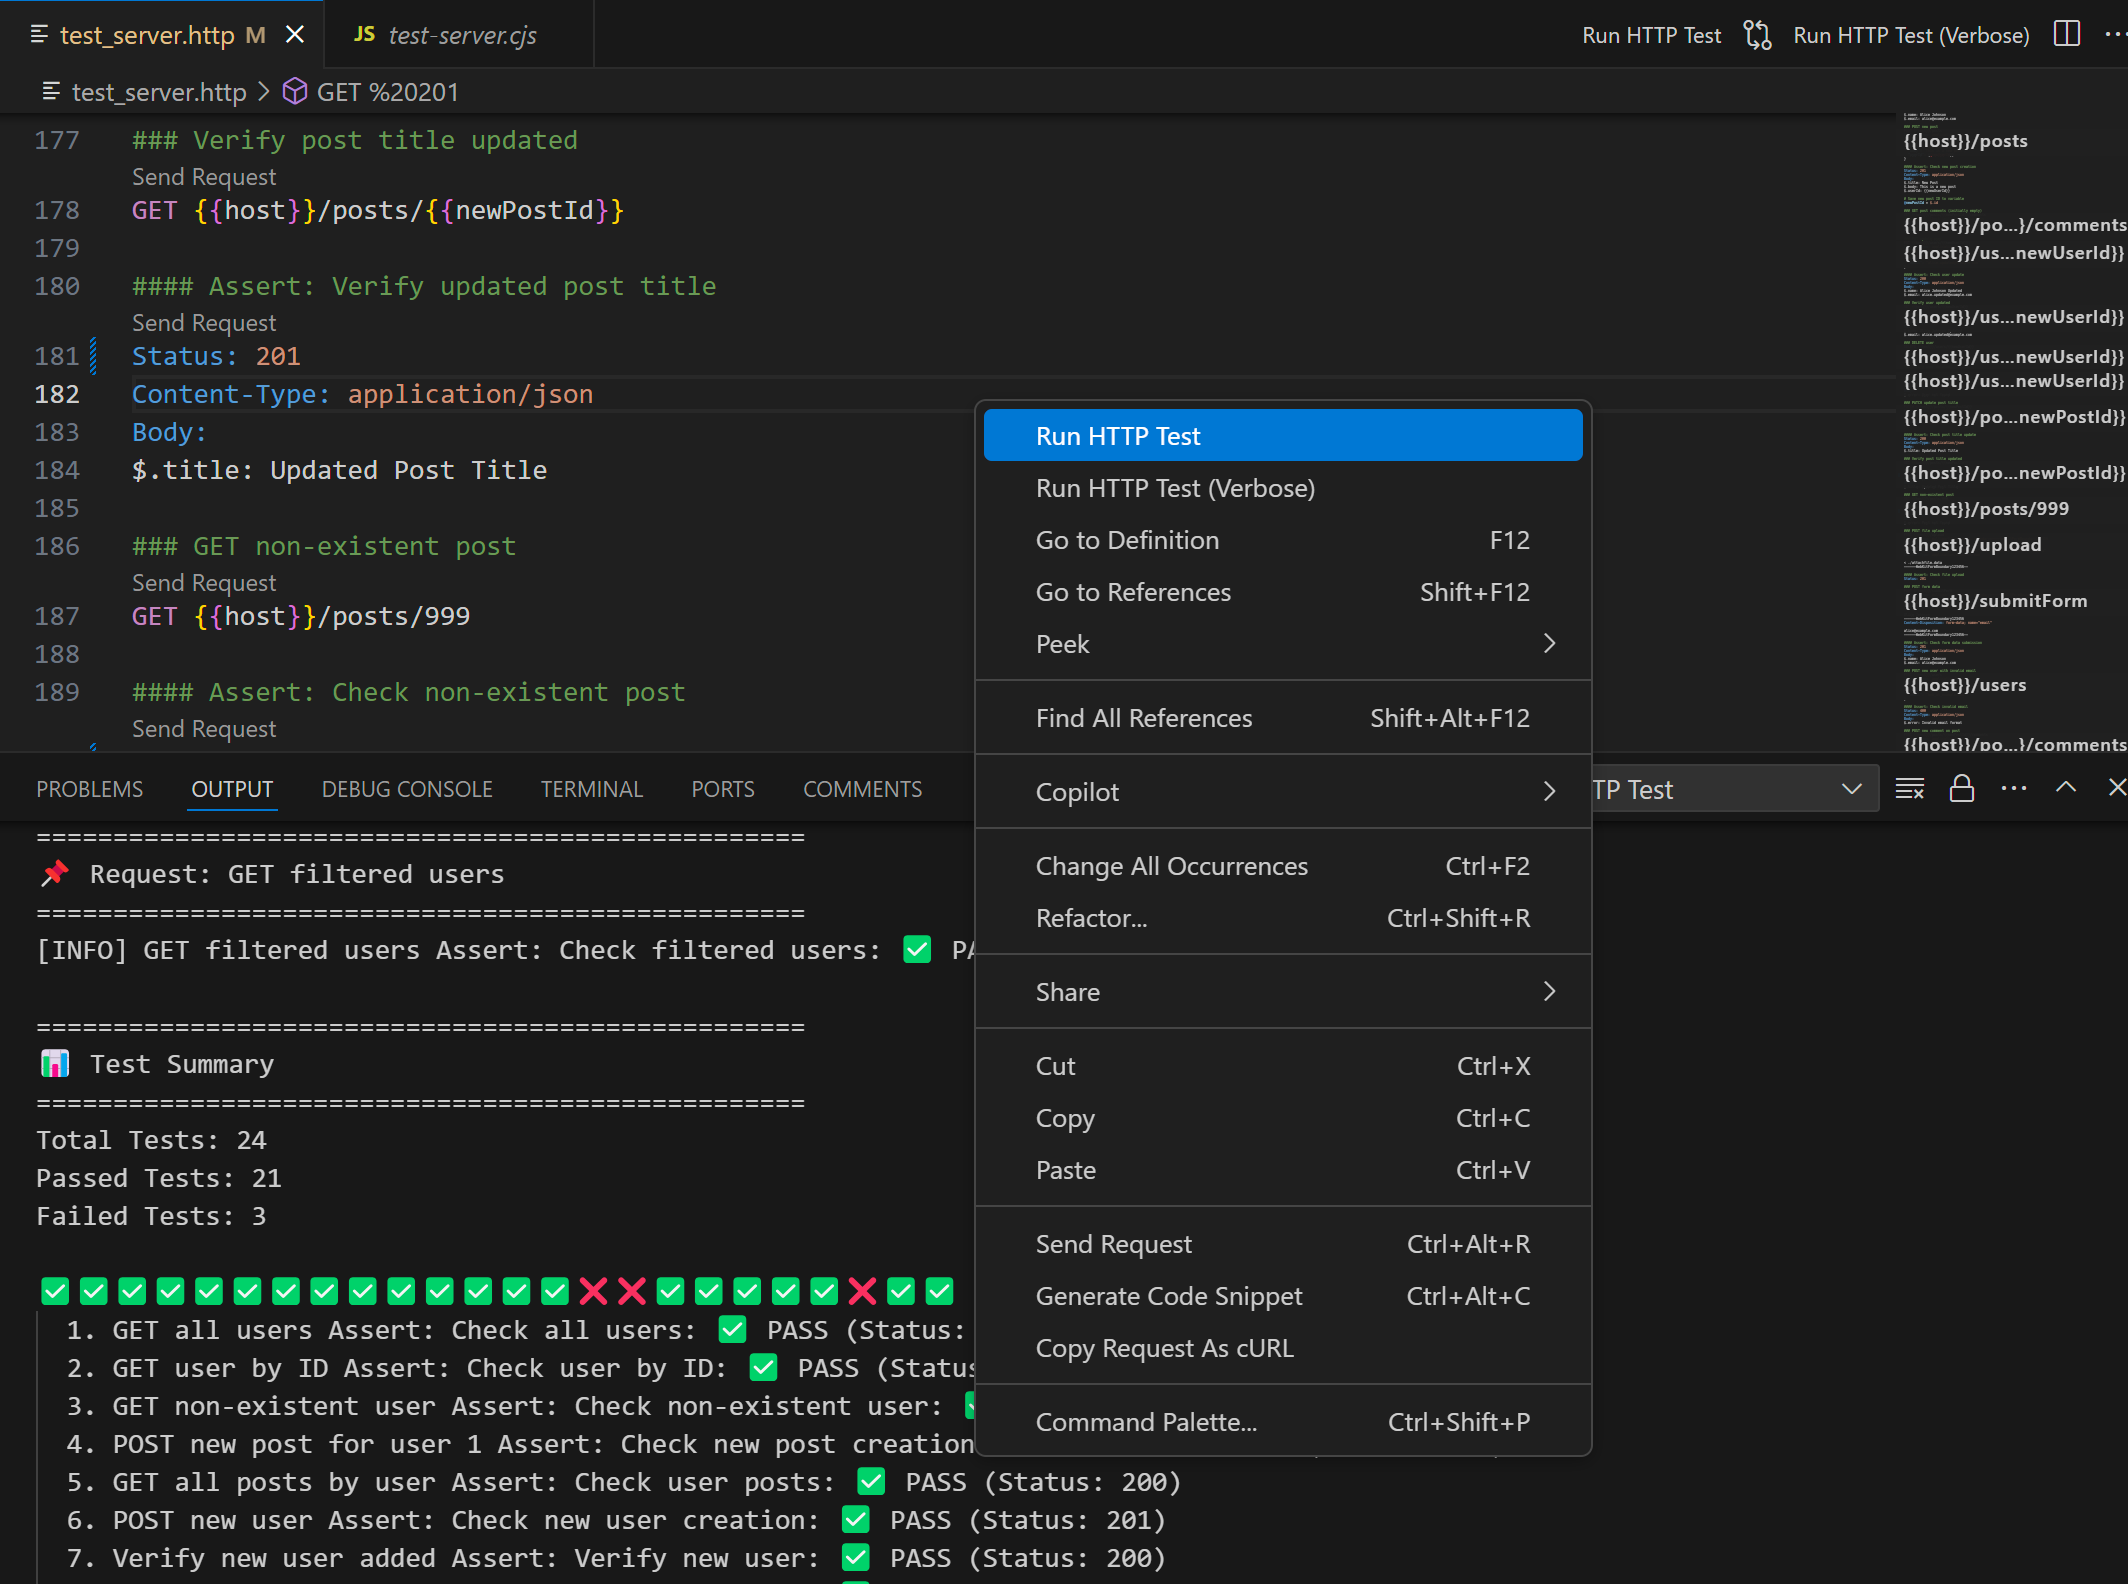 test_server.http M
JS test-server.cjs
Run HTTP Test
Run HTTP Test (Verbose)
test_server.http > GET %20201
177 ### Verify post title updated
Send Request
178 GET {{host}}/posts/{{newPostId}}
179
180 #### Assert: Verify updated post title
Send Request
181 Status: 201
182 Content-Type: application/json
183 Body:
184 $.title: Updated Post Title
185
186 ### GET non-existent post
Send Request
187 GET {{host}}/posts/999
188
189 #### Assert: Check non-existent post
Send Request
{{host}}/posts
{{host}}/po...}/comments
{{host}}/us...newUserId}}
{{host}}/us...newUserId}}
{{host}}/us...newUserId}}
{{host}}/us...newUserId}}
{{host}}/po...newPostId}}
{{host}}/po...newPostId}}
{{host}}/posts/999
{{host}}/upload
{{host}}/submitForm
{{host}}/users
{{host}}/po...}/comments
Run HTTP Test
Run HTTP Test (Verbose)
Go to Definition F12
Go to References Shift+F12
Peek
Find All References Shift+Alt+F12
Copilot
Change All Occurrences Ctrl+F2
Refactor... Ctrl+Shift+R
Share
Cut Ctrl+X
Copy Ctrl+C
Paste Ctrl+V
Send Request Ctrl+Alt+R
Generate Code Snippet Ctrl+Alt+C
Copy Request As cURL
Command Palette... Ctrl+Shift+P
PROBLEMS OUTPUT DEBUG CONSOLE TERMINAL PORTS COMMENTS
TP Test
==================================================
📌 Request: GET filtered users
==================================================
[INFO] GET filtered users Assert: Check filtered users: ✅ PA
==================================================
📊 Test Summary
==================================================
Total Tests: 24
Passed Tests: 21
Failed Tests: 3
✅✅✅✅✅✅✅✅✅✅✅✅✅✅❌❌✅✅✅✅✅❌✅✅
1. GET all users Assert: Check all users: ✅ PASS (Status:
2. GET user by ID Assert: Check user by ID: ✅ PASS (Status
3. GET non-existent user Assert: Check non-existent user: ✅
4. POST new post for user 1 Assert: Check new post creation
5. GET all posts by user Assert: Check user posts: ✅ PASS (Status: 200)
6. POST new user Assert: Check new user creation: ✅ PASS (Status: 201)
7. Verify new user added Assert: Verify new user: ✅ PASS (Status: 200)